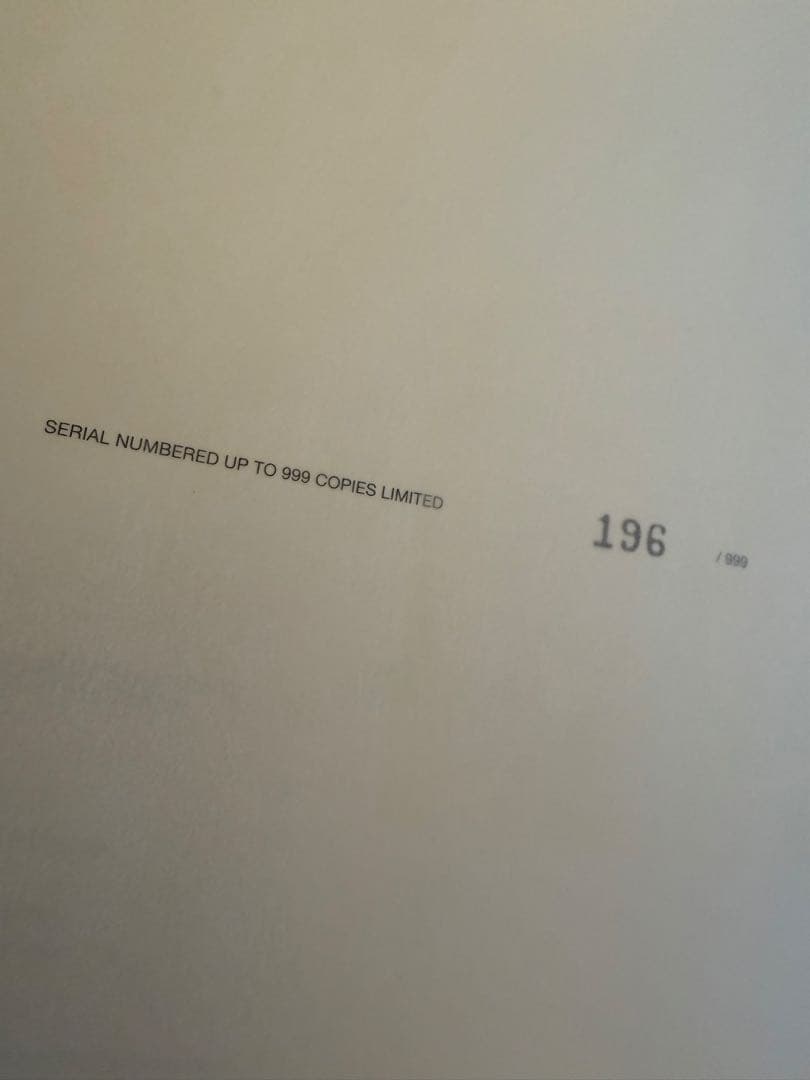 SERIAL NUMBERED UP TO 999 COPIES LIMITED
196 / 999